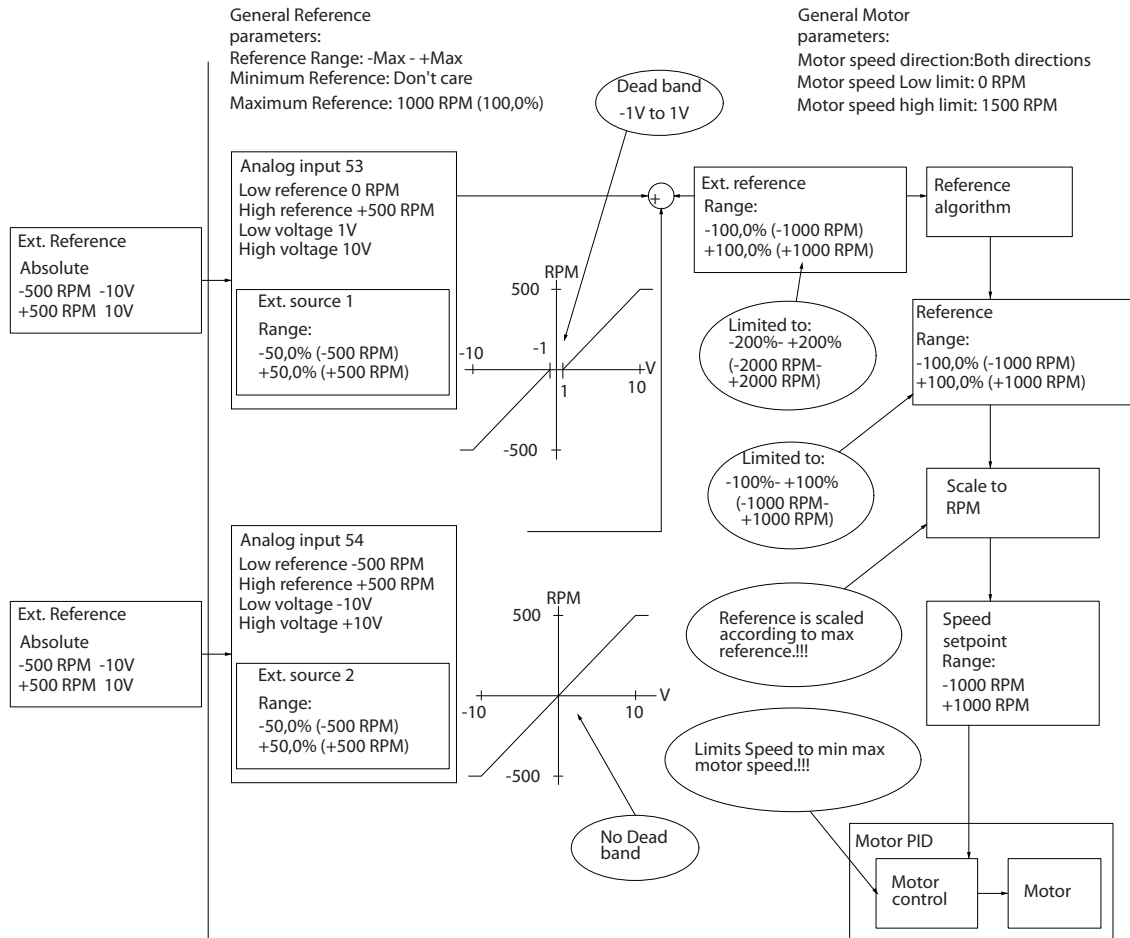 General Reference
parameters:
Reference Range: -Max - +Max
Minimum Reference: Don't care
Maximum Reference: 1000 RPM (100,0%)
General Motor
parameters:
Motor speed direction:Both directions
Motor speed Low limit: 0 RPM
Motor speed high limit: 1500 RPM
Dead band
-1V to 1V
Ext. Reference
Absolute
-500 RPM -10V
+500 RPM 10V
Analog input 53
Low reference 0 RPM
High reference +500 RPM
Low voltage 1V
High voltage 10V
Ext. source 1
Range:
-50,0% (-500 RPM)
+50,0% (+500 RPM)
RPM
500
-10
-1
V
1
10
-500
+
Ext. reference
Range:
-100,0% (-1000 RPM)
+100,0% (+1000 RPM)
Reference
algorithm
Limited to:
-200%- +200%
(-2000 RPM-
+2000 RPM)
Reference
Range:
-100,0% (-1000 RPM)
+100,0% (+1000 RPM)
Limited to:
-100%- +100%
(-1000 RPM-
+1000 RPM)
Scale to
RPM
Ext. Reference
Absolute
-500 RPM -10V
+500 RPM 10V
Analog input 54
Low reference -500 RPM
High reference +500 RPM
Low voltage -10V
High voltage +10V
Ext. source 2
Range:
-50,0% (-500 RPM)
+50,0% (+500 RPM)
RPM
500
V
-10
10
-500
No Dead
band
Reference is scaled
according to max
reference.!!!
Speed
setpoint
Range:
-1000 RPM
+1000 RPM
Limits Speed to min max
motor speed.!!!
Motor PID
Motor
control
Motor